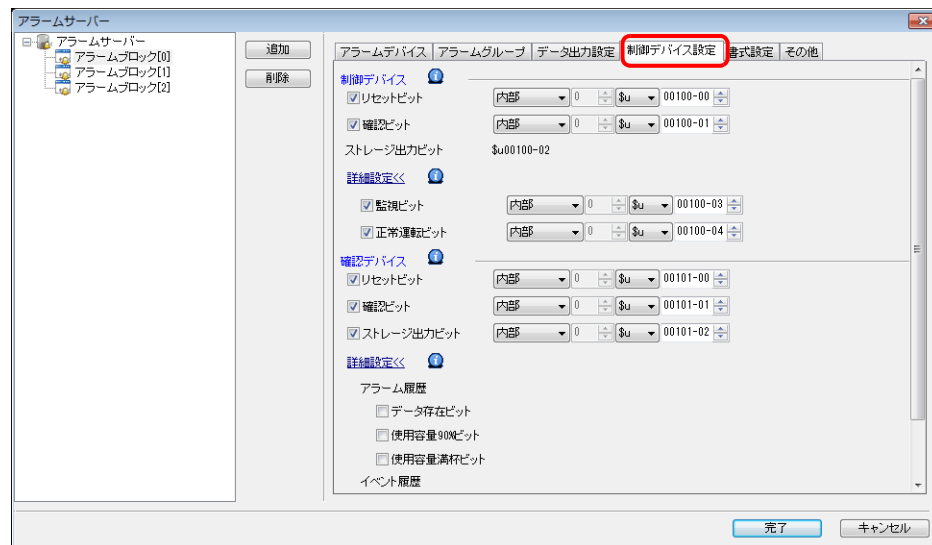 アラームサーバー
アラームサーバー
アラームブロック[0]
アラームブロック[1]
アラームブロック[2]
追加
削除
アラームデバイス アラームグループ データ出力設定 制御デバイス設定 書式設定 その他
制御デバイス
リセットビット 内部 0 $u 00100-00
確認ビット 内部 0 $u 00100-01
ストレージ出力ビット $u00100-02
詳細設定<<
監視ビット 内部 0 $u 00100-03
正常運転ビット 内部 0 $u 00100-04
確認デバイス
リセットビット 内部 0 $u 00101-00
確認ビット 内部 0 $u 00101-01
ストレージ出力ビット 内部 0 $u 00101-02
詳細設定<<
アラーム履歴
データ存在ビット
使用容量90%ビット
使用容量満杯ビット
イベント履歴
完了 キャンセル